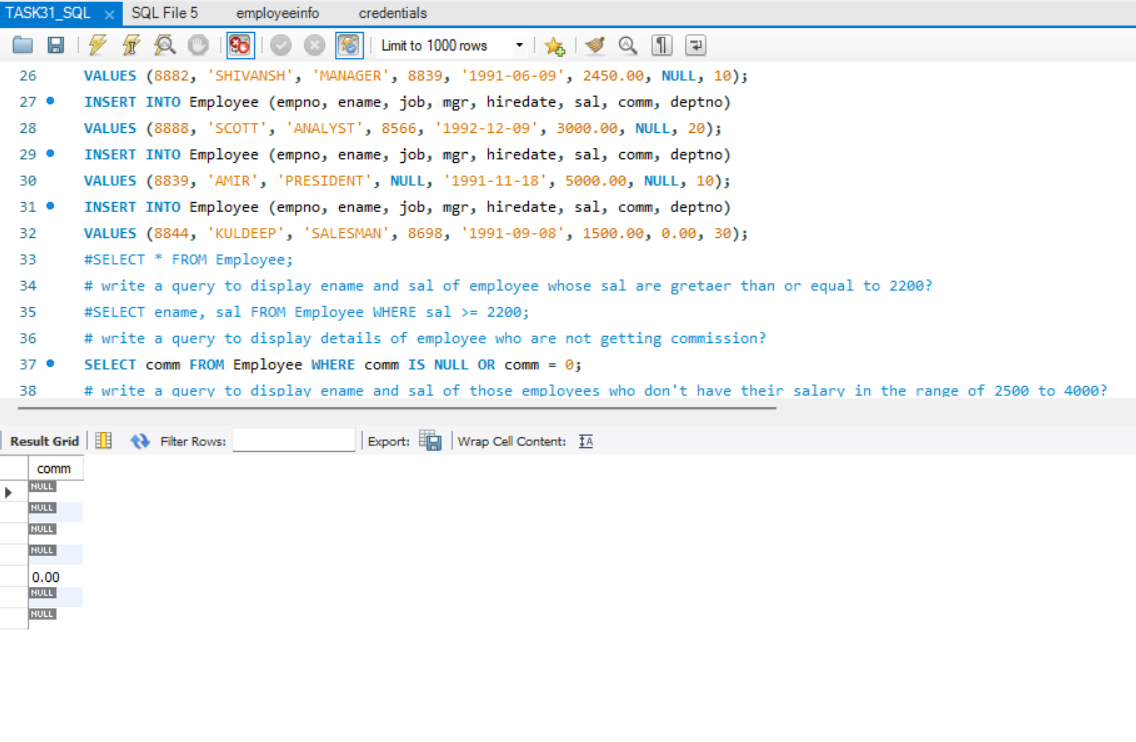 TASK31_SQL SQL File 5 employeeinfo credentials
Limit to 1000 rows
26 VALUES (8882, 'SHIVANSH', 'MANAGER', 8839, '1991-06-09', 2450.00, NULL, 10);
27 INSERT INTO Employee (empno, ename, job, mgr, hiredate, sal, comm, deptno)
28 VALUES (8888, 'SCOTT', 'ANALYST', 8566, '1992-12-09', 3000.00, NULL, 20);
29 INSERT INTO Employee (empno, ename, job, mgr, hiredate, sal, comm, deptno)
30 VALUES (8839, 'AMIR', 'PRESIDENT', NULL, '1991-11-18', 5000.00, NULL, 10);
31 INSERT INTO Employee (empno, ename, job, mgr, hiredate, sal, comm, deptno)
32 VALUES (8844, 'KULDEEP', 'SALESMAN', 8698, '1991-09-08', 1500.00, 0.00, 30);
33 #SELECT * FROM Employee;
34 # write a query to display ename and sal of employee whose sal are gretaer than or equal to 2200?
35 #SELECT ename, sal FROM Employee WHERE sal >= 2200;
36 # write a query to display details of employee who are not getting commission?
37 SELECT comm FROM Employee WHERE comm IS NULL OR comm = 0;
38 # write a query to display ename and sal of those employees who don't have their salary in the range of 2500 to 4000?
Result Grid Filter Rows: Export: Wrap Cell Content:
comm
NULL
NULL
NULL
NULL
0.00
NULL
NULL